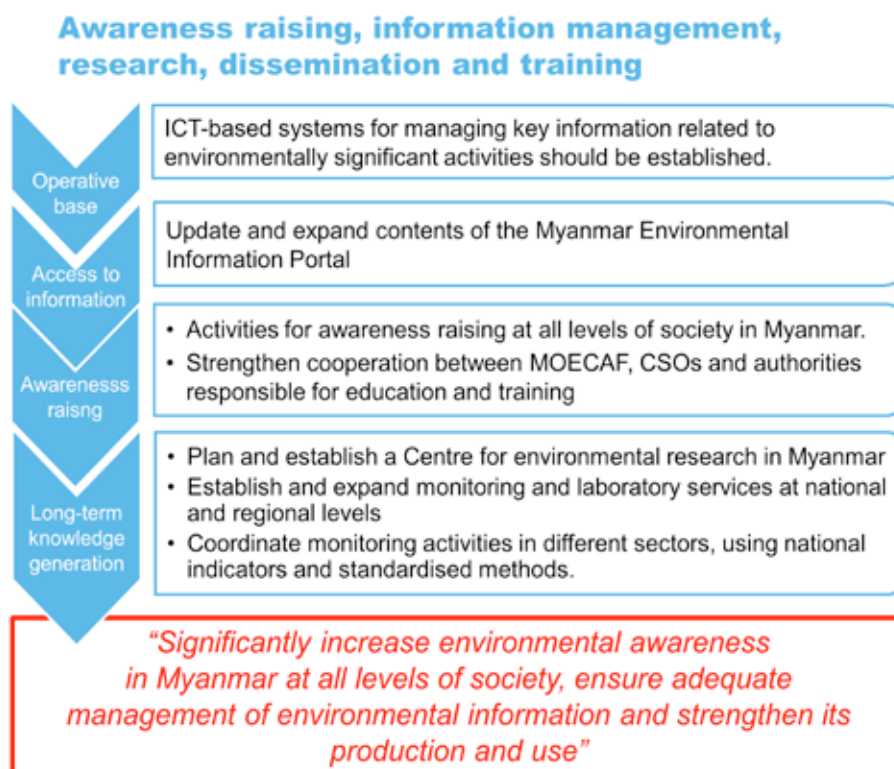 Awareness raising, information management,
research, dissemination and training
Operative
base
ICT-based systems for managing key information related to
environmentally significant activities should be established.
Access to
information
Update and expand contents of the Myanmar Environmental
Information Portal
Awarenesss
raisng
• Activities for awareness raising at all levels of society in Myanmar.
• Strengthen cooperation between MOECAF, CSOs and authorities
responsible for education and training
Long-term
knowledge
generation
• Plan and establish a Centre for environmental research in Myanmar
• Establish and expand monitoring and laboratory services at national
and regional levels
• Coordinate monitoring activities in different sectors, using national
indicators and standardised methods.
“Significantly increase environmental awareness
in Myanmar at all levels of society, ensure adequate
management of environmental information and strengthen its
production and use”